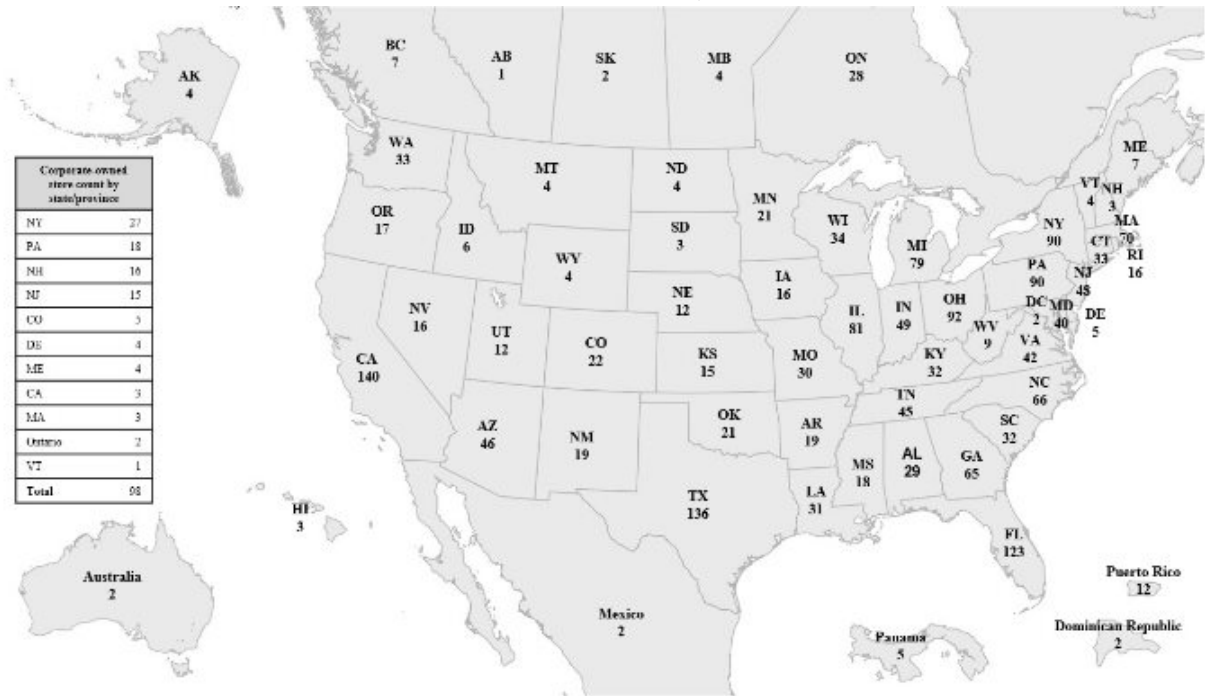 BC
7
AB
1
SK
2
MB
4
ON
28
AK
4
WA
33
MT
4
ND
4
MN
21
ME
7
VT
4
NH
3
OR
17
ID
6
SD
3
WI
34
MI
79
NY
90
MA
70
CT
33
RI
16
WY
4
NE
12
IA
16
PA
90
NJ
48
NV
16
UT
12
CO
22
KS
15
MO
30
IL
81
IN
49
OH
92
DC
2
MD
40
DE
5
WV
9
VA
42
KY
32
CA
140
AZ
46
NM
19
OK
21
AR
19
TN
45
NC
66
SC
32
TX
136
LA
31
MS
18
AL
29
GA
65
FL
123
HI
3
Corporate-owned
store count by
state/province
NY 27
PA 18
NH 16
NJ 15
CO 5
DE 4
ME 4
CA 3
MA 3
Ontario 2
VT 1
Total 98
Australia
2
Mexico
2
Panama
5
Puerto Rico
12
Dominican Republic
2